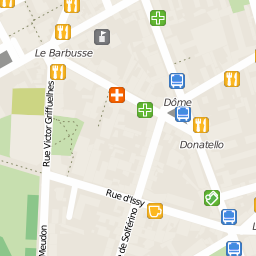 Le Barbusse
Dôme
Rue Victor Griffuelhes
Donatello
Rue d'Issy
de Solférino
Meudon